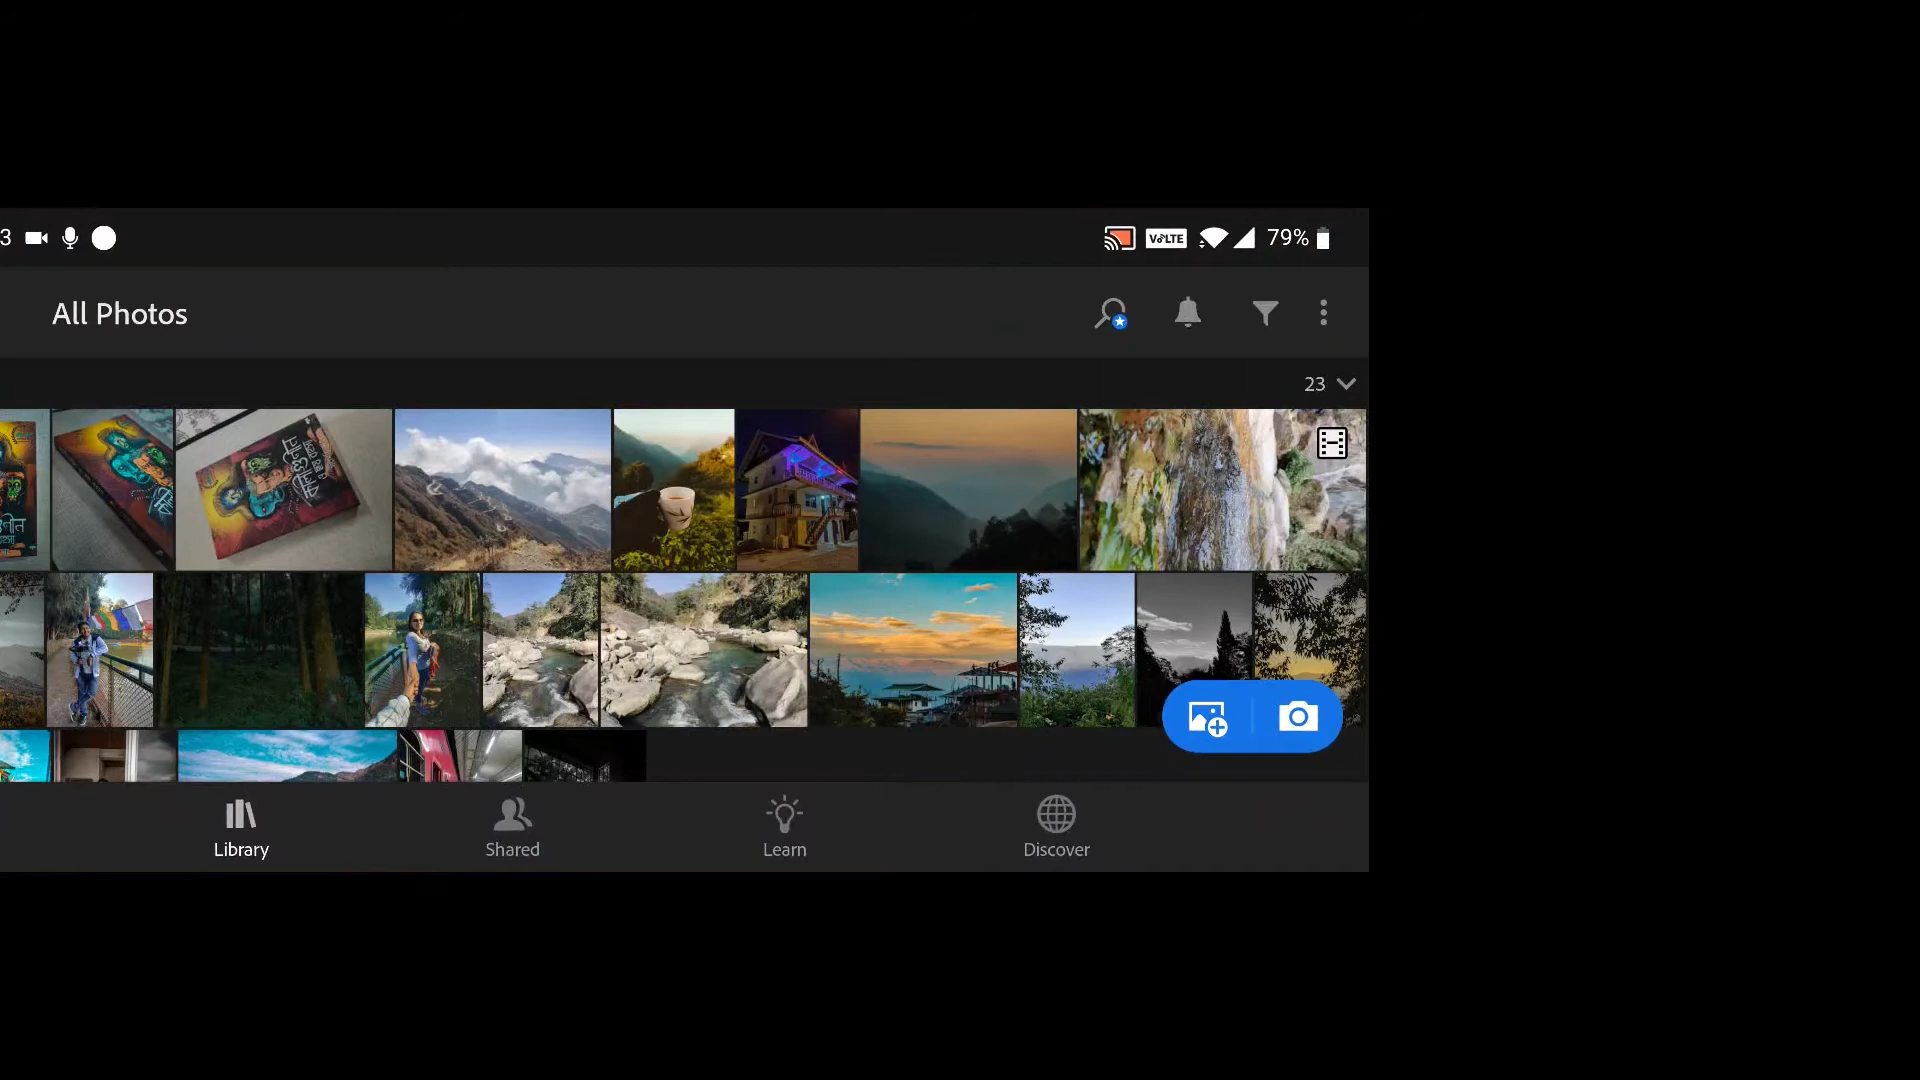 3
VoLTE
79%
All Photos
23
Library
Shared
Learn
Discover